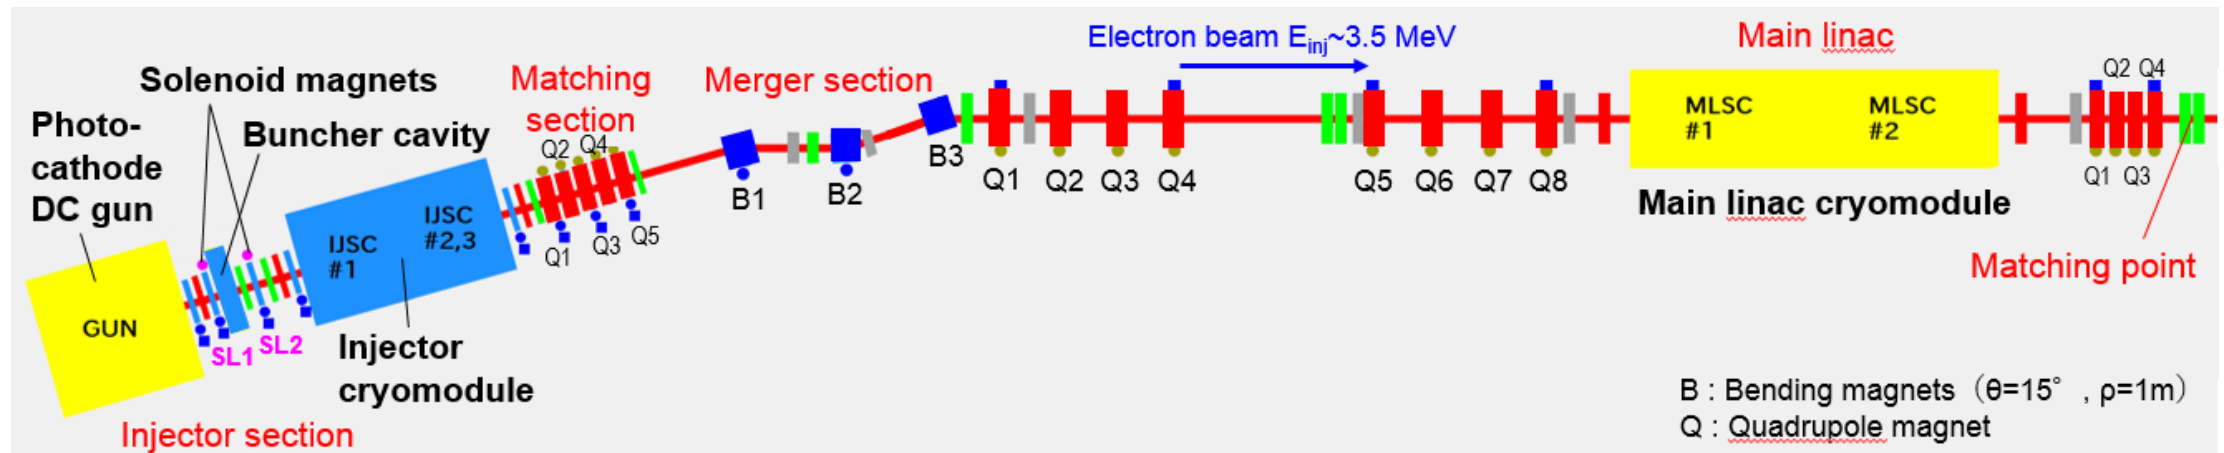 Solenoid magnets
Photo-
cathode
DC gun
Buncher cavity
GUN
SL1
SL2
IJSC
#1
IJSC
#2,3
Injector
cryomodule
Injector section
Matching
section
Q2
Q4
Q1
Q3
Q5
Merger section
B1
B2
B3
Electron beam Einj~3.5 MeV
Q1
Q2
Q3
Q4
Q5
Q6
Q7
Q8
Main linac
MLSC
#1
MLSC
#2
Main linac cryomodule
Q2
Q4
Q1
Q3
Matching point
B : Bending magnets（θ=15°, ρ=1m）
Q : Quadrupole magnet